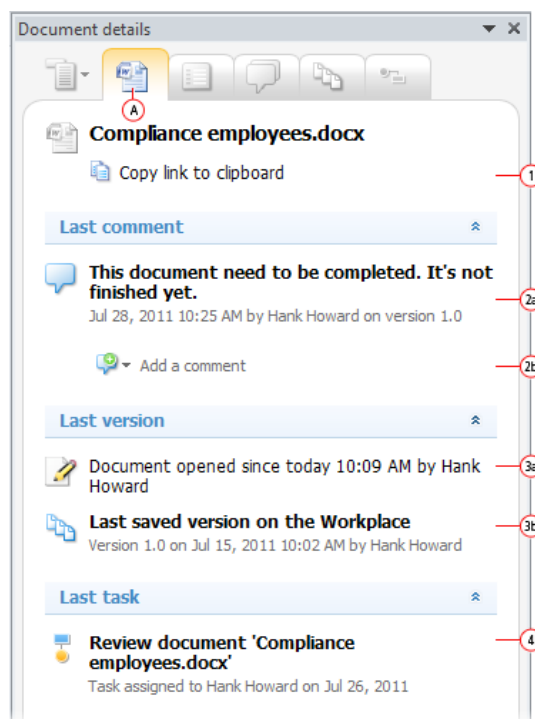 Document details
A
Compliance employees.docx
Copy link to clipboard
1
Last comment
This document need to be completed. It's not
finished yet.
2a
Jul 28, 2011 10:25 AM by Hank Howard on version 1.0
Add a comment
2b
Last version
Document opened since today 10:09 AM by Hank
Howard
3a
Last saved version on the Workplace
3b
Version 1.0 on Jul 15, 2011 10:02 AM by Hank Howard
Last task
Review document 'Compliance
employees.docx'
4
Task assigned to Hank Howard on Jul 26, 2011